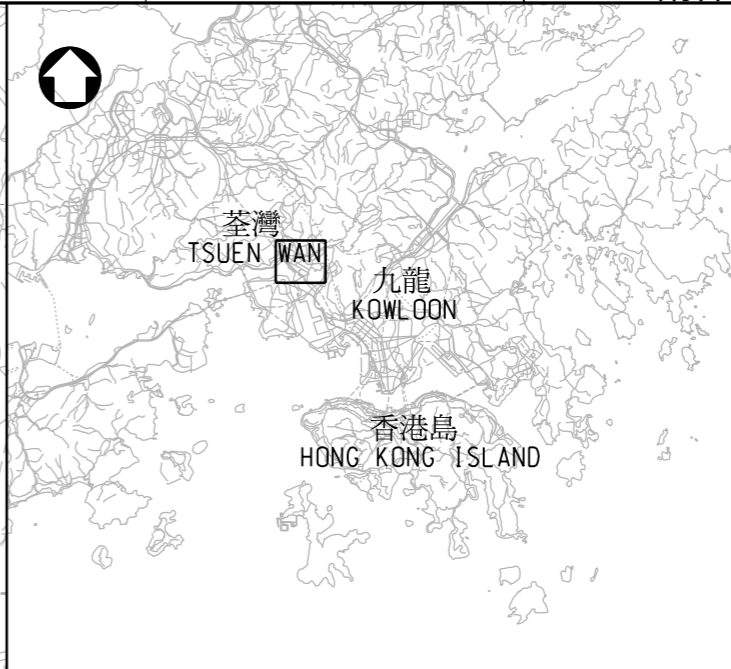 荃灣
TSUEN WAN
九龍
KOWLOON
香港島
HONG KONG ISLAND